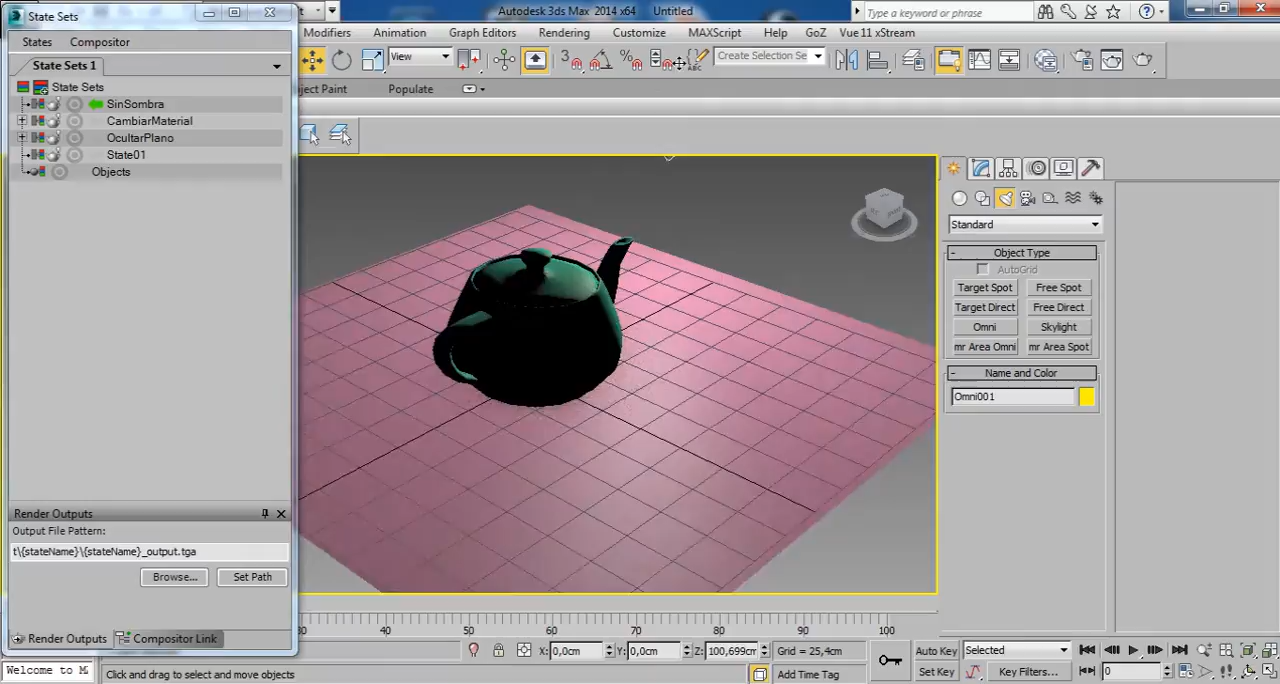 State Sets
States Compositor
State Sets 1
State Sets
SinSombra
CambiarMaterial
OcultarPlano
State01
Objects
Render Outputs
Output File Pattern:
t\{stateName}\{stateName}_output.tga
Browse... Set Path
Render Outputs Compositor Link
Welcome to M
Autodesk 3ds Max 2014 x64 Untitled
Type a keyword or phrase
Modifiers Animation Graph Editors Rendering Customize MAXScript Help GoZ Vue 11 xStream
View
Create Selection Se
ject Paint Populate
Standard
- Object Type
AutoGrid
Target Spot Free Spot
Target Direct Free Direct
Omni Skylight
mr Area Omni mr Area Spot
- Name and Color
Omni001
30 40 50 60 70 80 90 100
X: 0,0cm Y: 0,0cm Z: 100,699cm Grid = 25,4cm
Auto Key Selected
Click and drag to select and move objects
Add Time Tag
Set Key Key Filters... 0